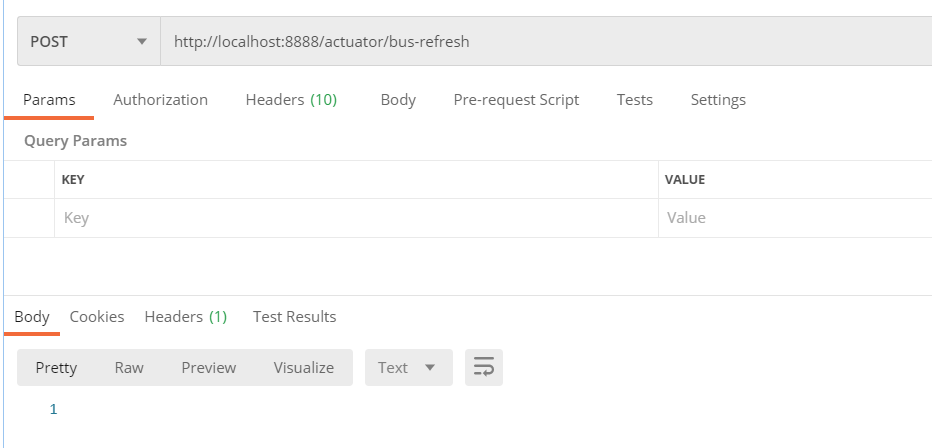 POST http://localhost:8888/actuator/bus-refresh
Params Authorization Headers (10) Body Pre-request Script Tests Settings
Query Params
KEY VALUE
Key Value
Body Cookies Headers (1) Test Results
Pretty Raw Preview Visualize Text
1